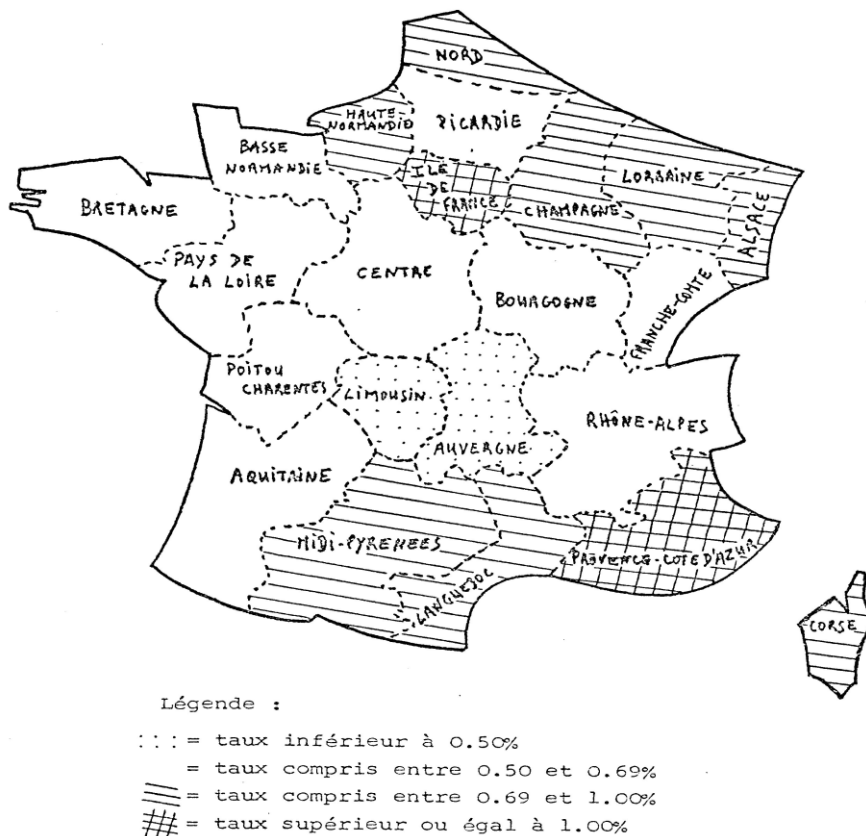 NORD
HAUTE
NORMANDIE
PICARDIE
BASSE
NORMANDIE
ILE
DE
FRANCE
LORRAINE
CHAMPAGNE
ALSACE
BRETAGNE
PAYS DE
LA LOIRE
CENTRE
BOURGOGNE
FRANCHE-COMTE
POITOU
CHARENTES
LIMOUSIN
AUVERGNE
RHÔNE-ALPES
AQUITAINE
MIDI-PYRENEES
LANGUEDOC
PROVENCE-COTE D'AZUR
CORSE
Légende :
= taux inférieur à 0.50%
= taux compris entre 0.50 et 0.69%
= taux compris entre 0.69 et 1.00%
= taux supérieur ou égal à 1.00%